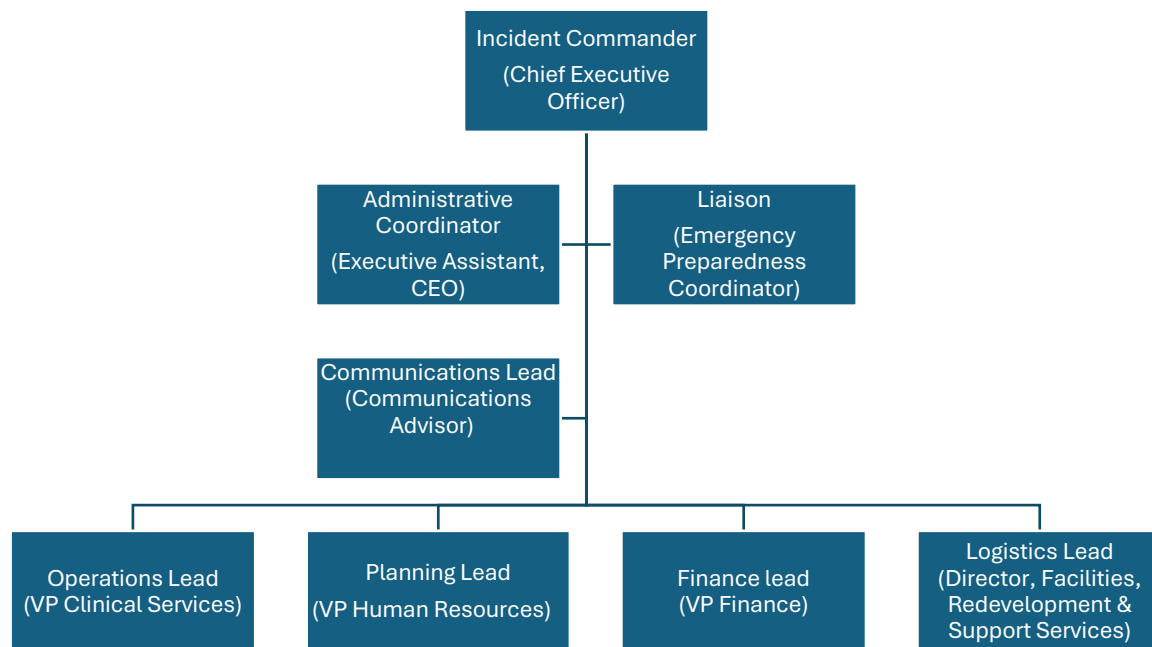 Incident Commander
(Chief Executive
Officer)
Administrative
Coordinator
(Executive Assistant,
CEO)
Liaison
(Emergency
Preparedness
Coordinator)
Communications Lead
(Communications
Advisor)
Operations Lead
(VP Clinical Services)
Planning Lead
(VP Human Resources)
Finance lead
(VP Finance)
Logistics Lead
(Director, Facilities,
Redevelopment &
Support Services)